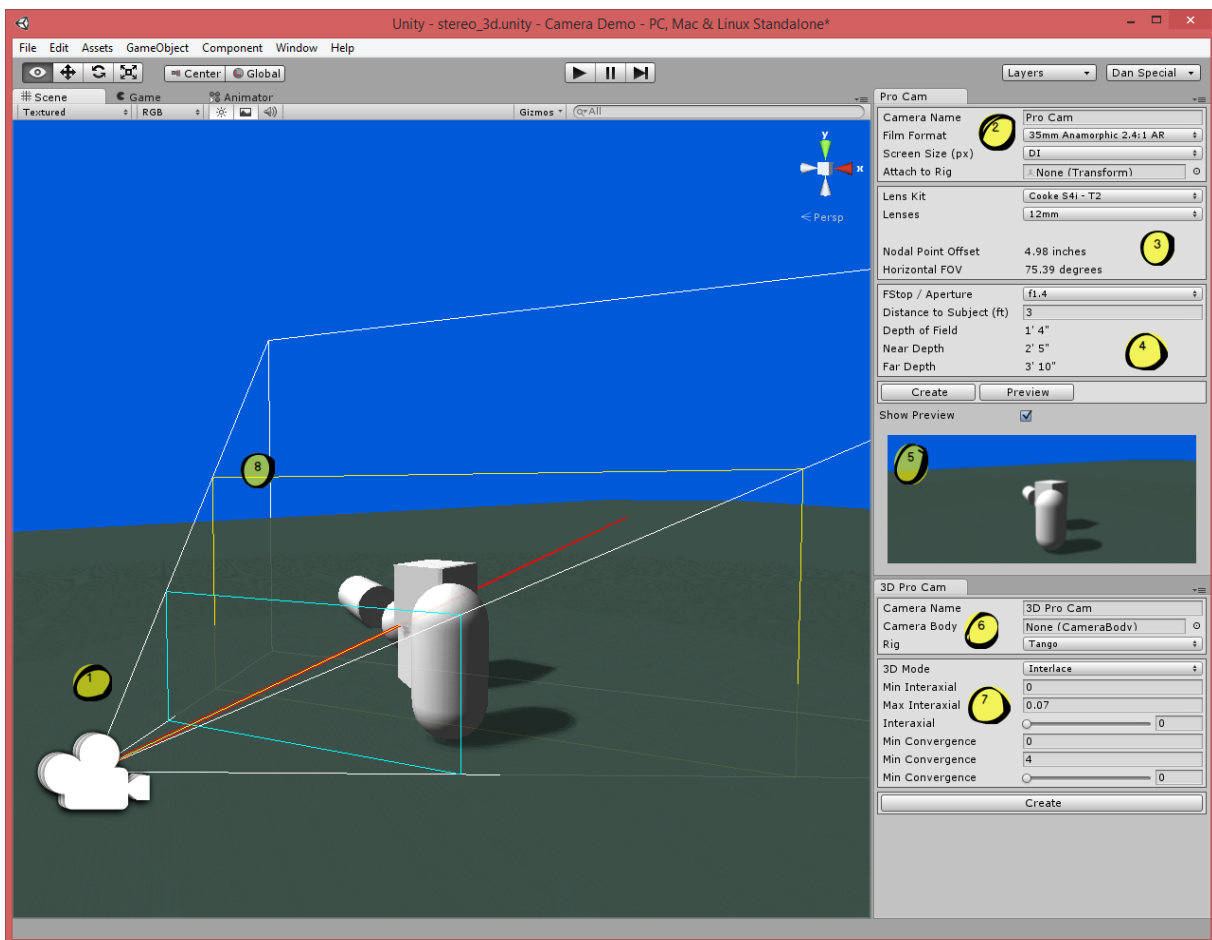 Unity - stereo_3d.unity - Camera Demo - PC, Mac & Linux Standalone*
File Edit Assets GameObject Component Window Help
Center Global
Layers Dan Special
Scene Game Animator
Textured RGB Gizmos All
y
x
Persp
8
1
Pro Cam
Camera Name Pro Cam
2
Film Format 35mm Anamorphic 2.4:1 AR
Screen Size (px) DI
Attach to Rig None (Transform)
Lens Kit Cooke S4i - T2
Lenses 12mm
3
Nodal Point Offset 4.98 inches
Horizontal FOV 75.39 degrees
FStop / Aperture f1.4
Distance to Subject (ft) 3
Depth of Field 1' 4"
Near Depth 2' 5"
4
Far Depth 3' 10"
Create Preview
Show Preview
5
3D Pro Cam
Camera Name 3D Pro Cam
Camera Body None (CameraBody)
6
Rig Tango
3D Mode Interlace
Min Interaxial 0
Max Interaxial 0.07
7
Interaxial 0
Min Convergence 0
Min Convergence 4
Min Convergence 0
Create